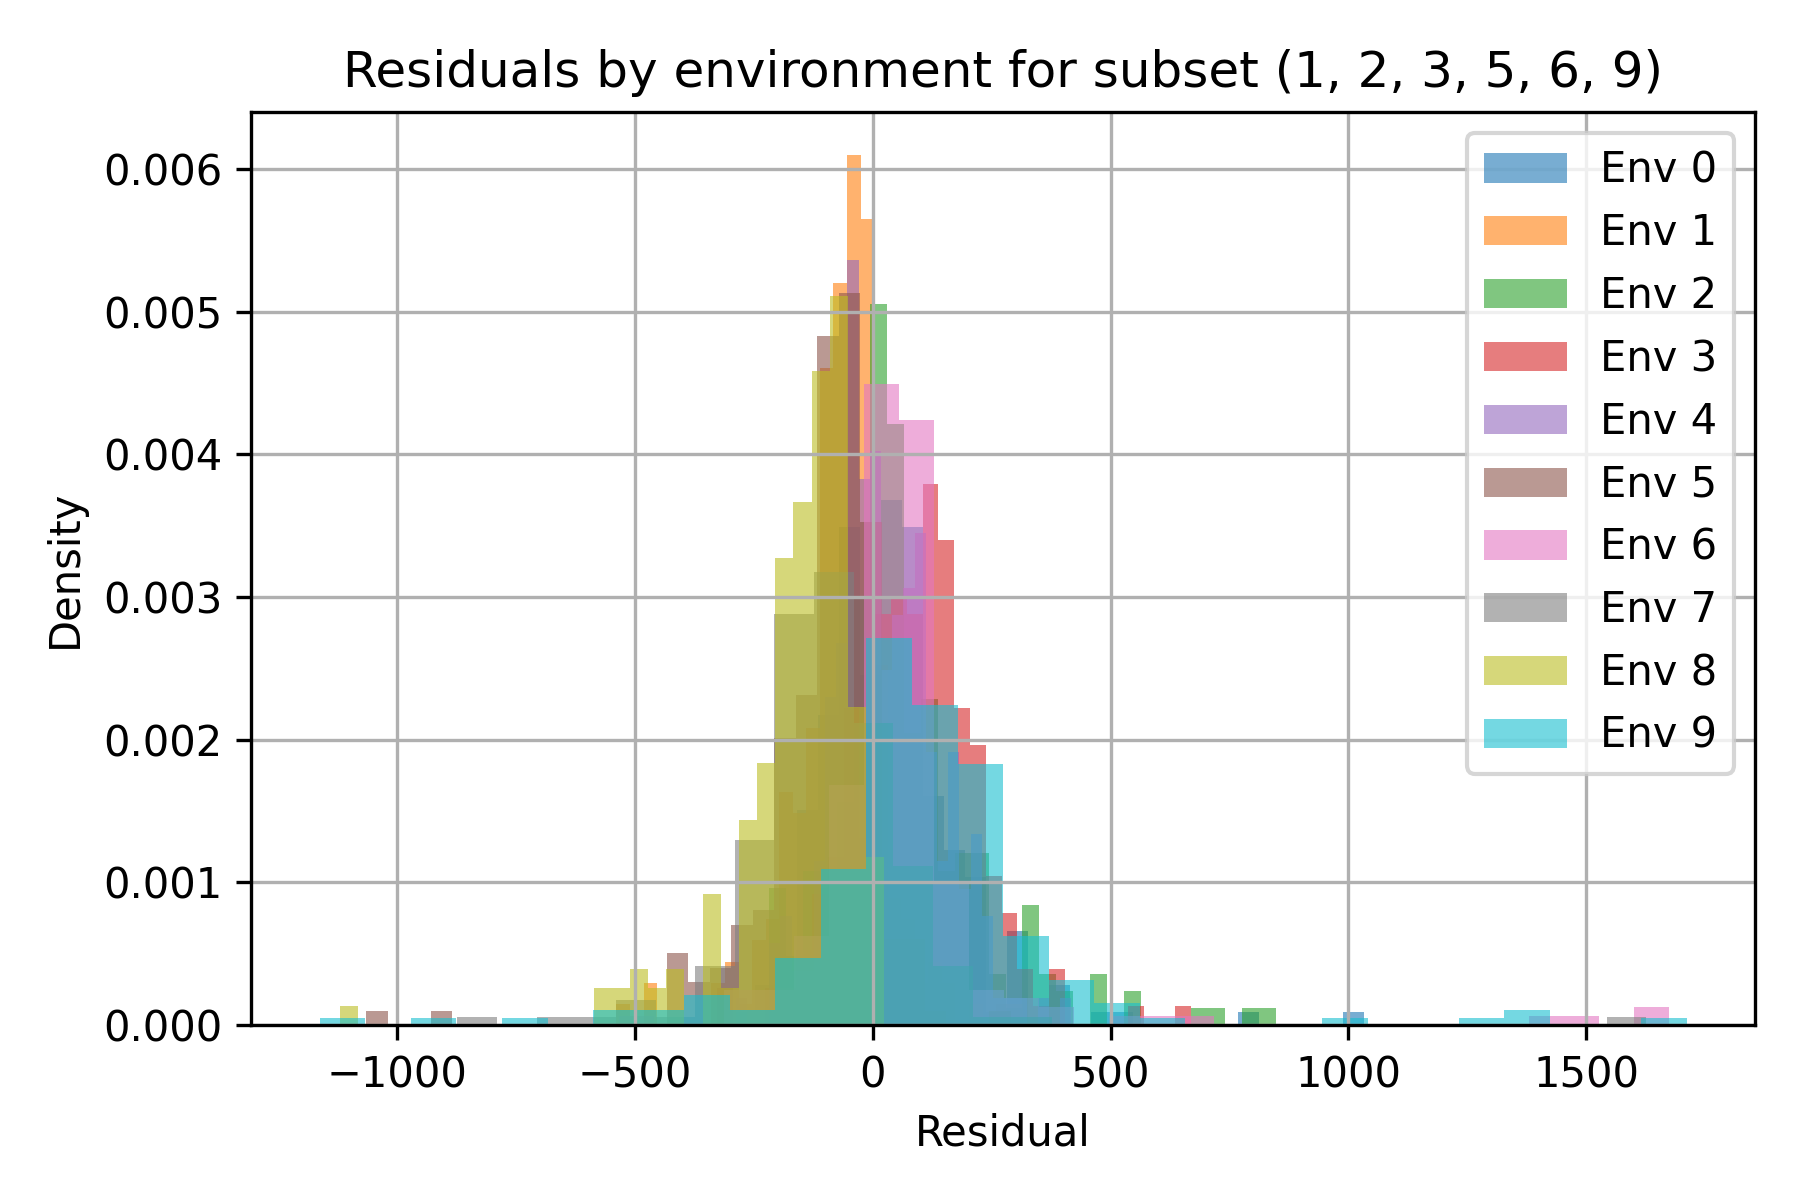 Residuals by environment for subset (1, 2, 3, 5, 6, 9)
Density
0.006
0.005
0.004
0.003
0.002
0.001
0.000
−1000
−500
0
500
1000
1500
Residual
Env 0
Env 1
Env 2
Env 3
Env 4
Env 5
Env 6
Env 7
Env 8
Env 9